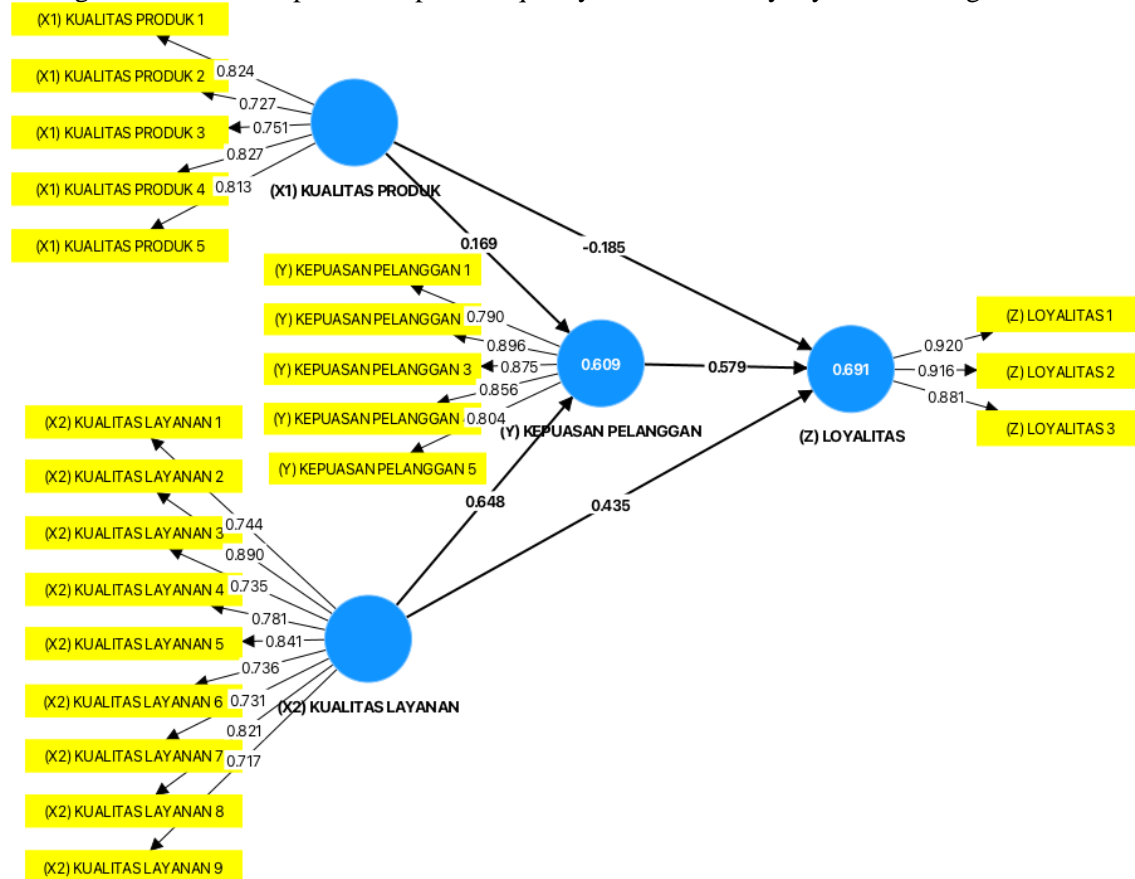 (X1) KUALITAS PRODUK 1
(X1) KUALITAS PRODUK 2
(X1) KUALITAS PRODUK 3
(X1) KUALITAS PRODUK 4
(X1) KUALITAS PRODUK 5
0.824
0.727
0.751
0.827
0.813
(X1) KUALITAS PRODUK
0.169
-0.185
(Y) KEPUASAN PELANGGAN 1
(Y) KEPUASAN PELANGGAN
(Y) KEPUASAN PELANGGAN 3
(Y) KEPUASAN PELANGGAN
(Y) KEPUASAN PELANGGAN 5
0.790
0.896
0.875
0.856
0.804
0.609
(Y) KEPUASAN PELANGGAN
0.579
0.691
(Z) LOYALITAS
0.920
0.916
0.881
(Z) LOYALITAS 1
(Z) LOYALITAS 2
(Z) LOYALITAS 3
0.648
0.435
(X2) KUALITAS LAYANAN 1
(X2) KUALITAS LAYANAN 2
(X2) KUALITAS LAYANAN 3
(X2) KUALITAS LAYANAN 4
(X2) KUALITAS LAYANAN 5
(X2) KUALITAS LAYANAN 6
(X2) KUALITAS LAYANAN 7
(X2) KUALITAS LAYANAN 8
(X2) KUALITAS LAYANAN 9
0.744
0.890
0.735
0.781
0.841
0.736
0.731
0.821
0.717
(X2) KUALITAS LAYANAN